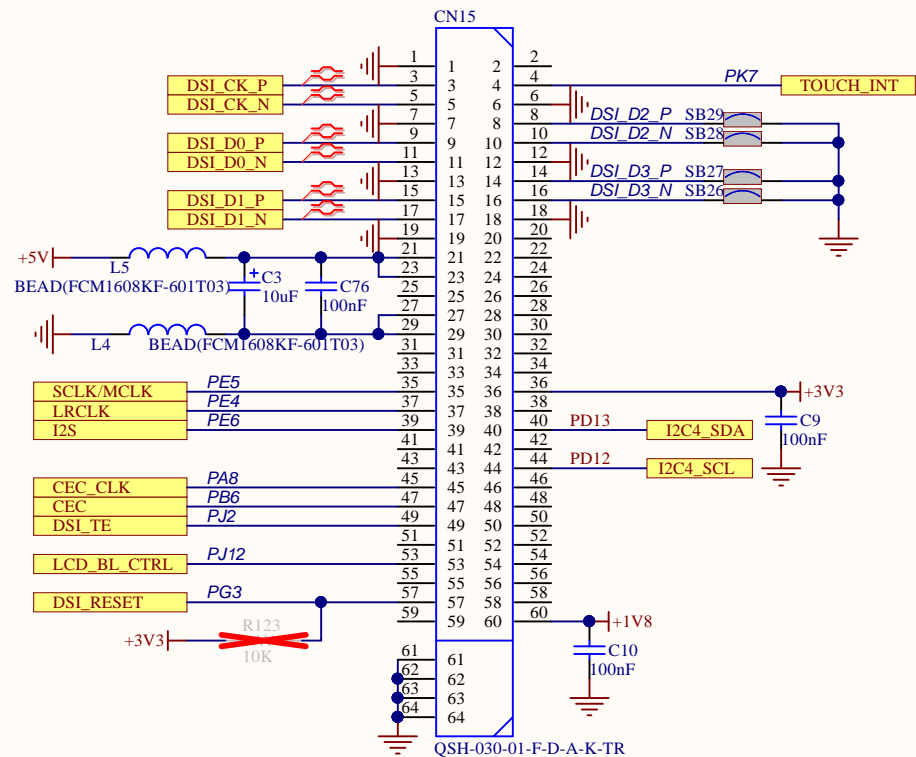 CN15
1 1 2 2
DSI_CK_P 3 3 4 4 PK7 TOUCH_INT
DSI_CK_N 5 5 6 6
7 7 8 8 DSI_D2_P SB29
DSI_D0_P 9 9 10 10 DSI_D2_N SB28
DSI_D0_N 11 11 12 12
13 13 14 14 DSI_D3_P SB27
DSI_D1_P 15 15 16 16 DSI_D3_N SB26
DSI_D1_N 17 17 18 18
19 19 20 20
+5V 21 21 22 22
L5 + C3 C76 23 23 24 24
BEAD(FCM1608KF-601T03) 10uF 100nF 25 25 26 26
27 27 28 28
29 29 30 30
L4 BEAD(FCM1608KF-601T03) 31 31 32 32
33 33 34 34
SCLK/MCLK PE5 35 35 36 36 +3V3
LRCLK PE4 37 37 38 38 C9
I2S PE6 39 39 40 40 PD13 I2C4_SDA 100nF
41 41 42 42
43 43 44 44 PD12 I2C4_SCL
CEC_CLK PA8 45 45 46 46
CEC PB6 47 47 48 48
DSI_TE PJ2 49 49 50 50
51 51 52 52
LCD_BL_CTRL PJ12 53 53 54 54
55 55 56 56
DSI_RESET PG3 57 57 58 58
R123 59 59 60 60 +1V8
+3V3
10K
C10
100nF
61 61
62 62
63 63
64 64
QSH-030-01-F-D-A-K-TR